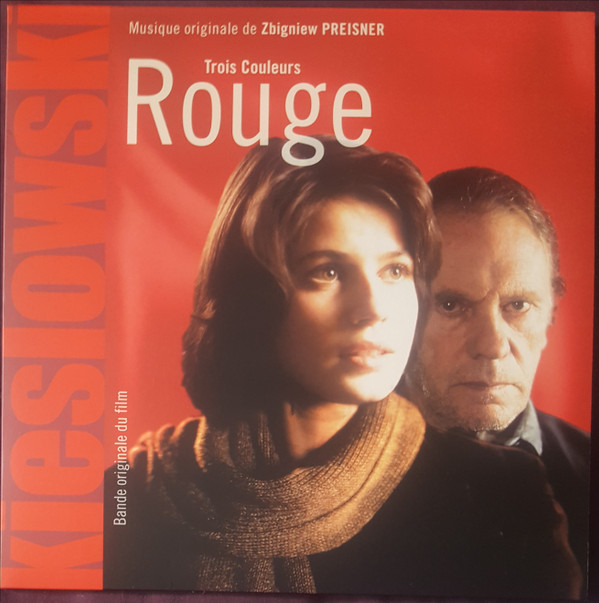 Musique originale de Zbigniew PREISNER
Trois Couleurs
Rouge
Kieslowski
Bande originale du film